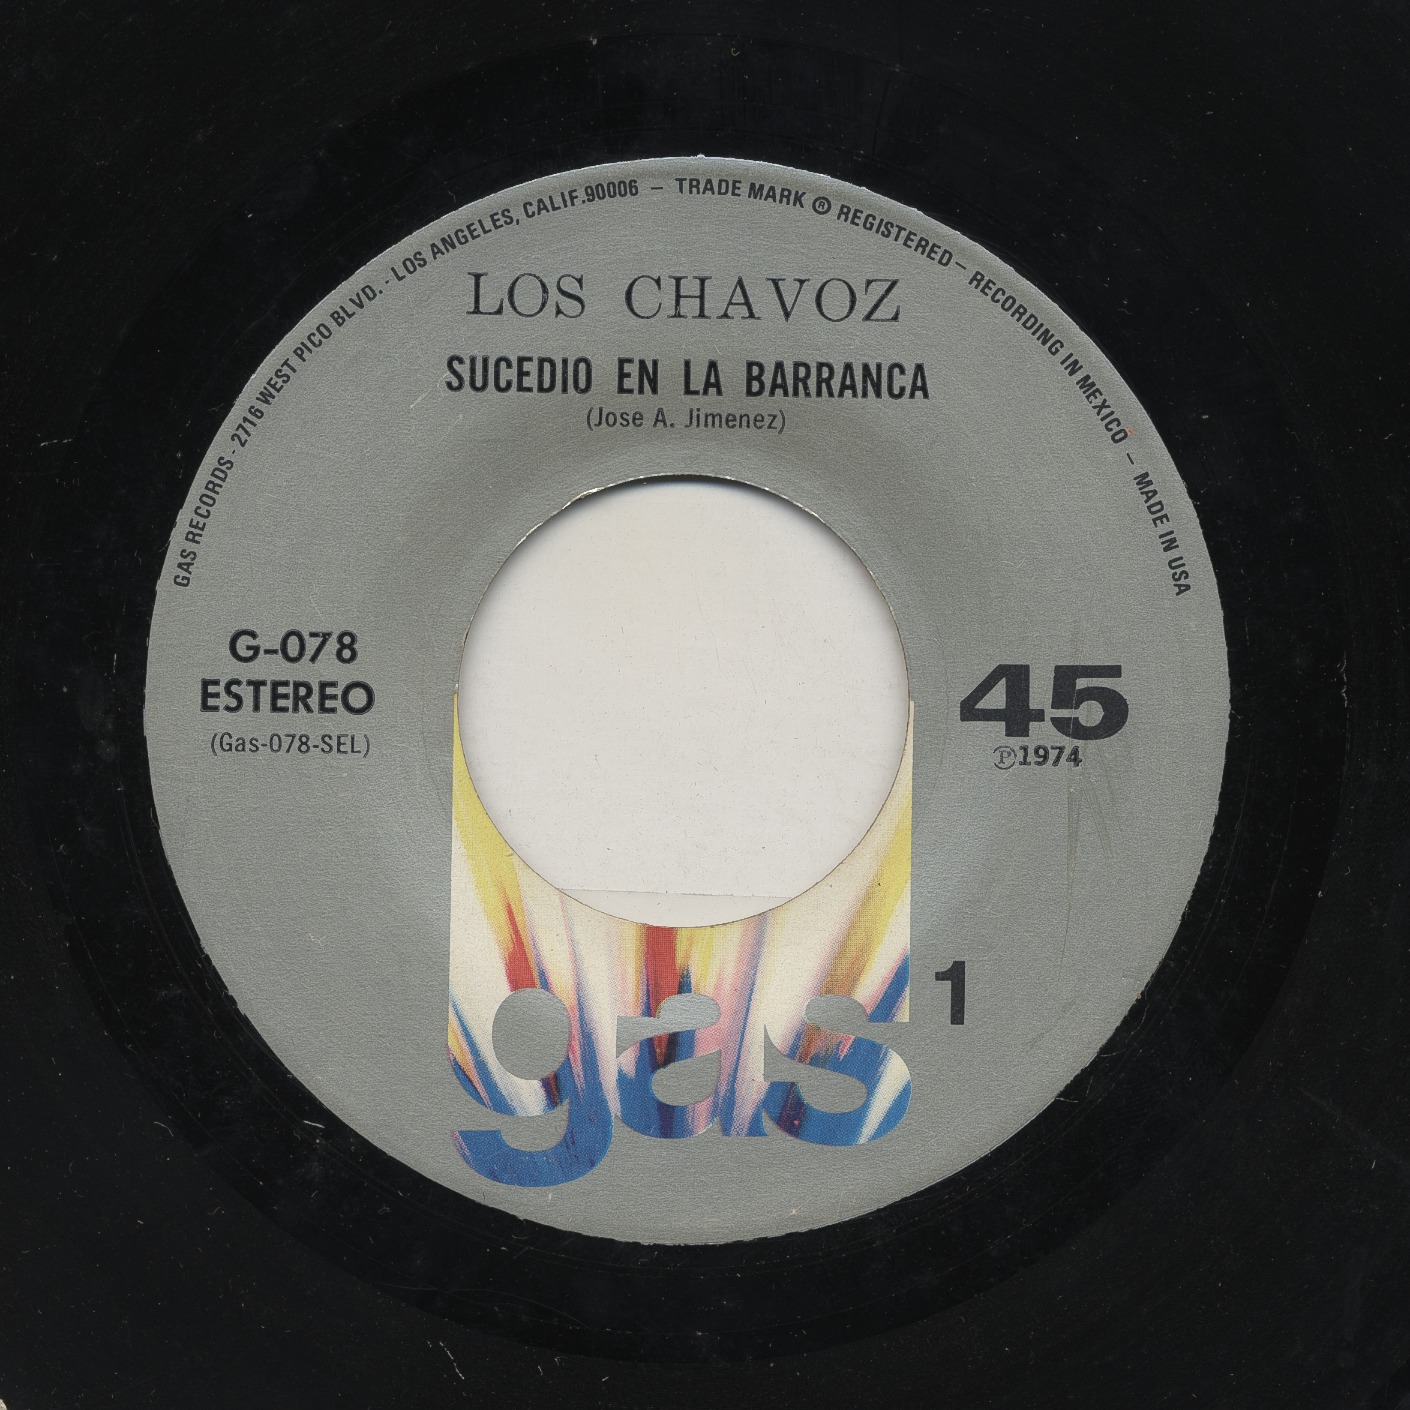 GAS RECORDS - 2716 WEST PICO BLVD. - LOS ANGELES, CALIF.90006 – TRADE MARK ® REGISTERED – RECORDING IN MEXICO – MADE IN USA
LOS CHAVOZ
SUCEDIO EN LA BARRANCA
(Jose A. Jimenez)
G-078
ESTEREO
(Gas-078-SEL)
45
℗1974
1
gas